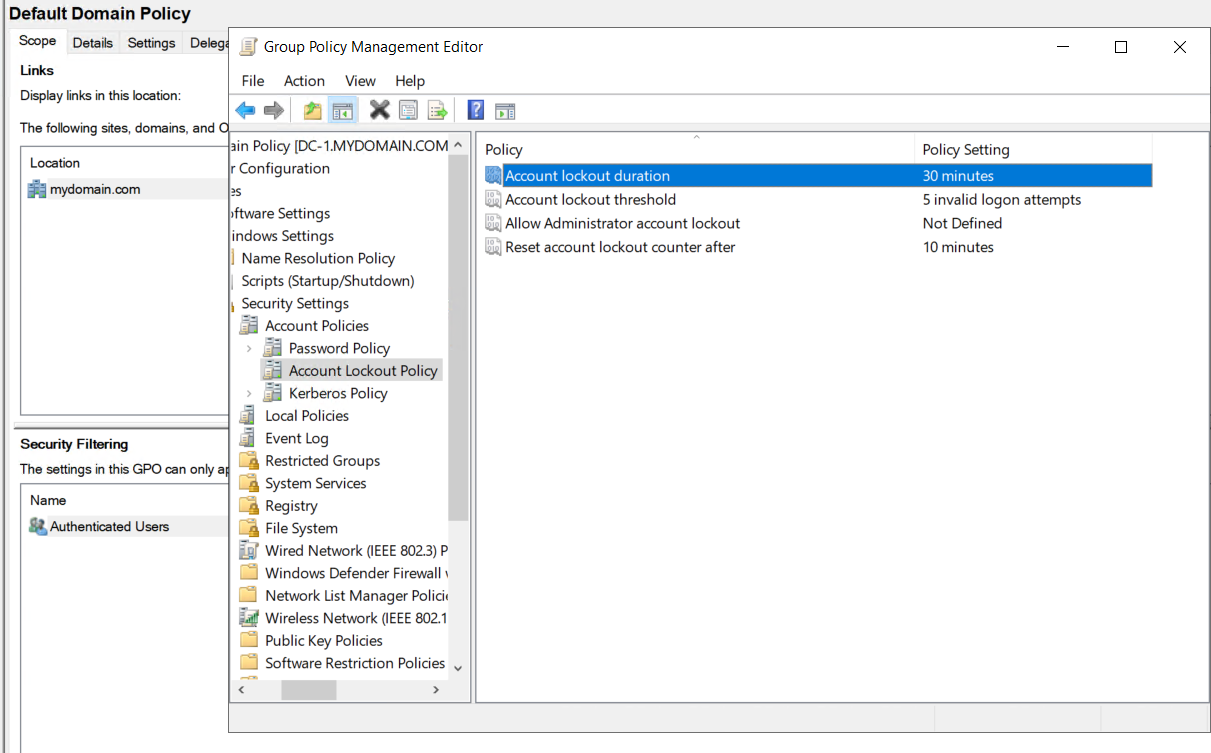 Default Domain Policy
Scope Details Settings Delega
Links
Display links in this location:
The following sites, domains, and O
Location
mydomain.com
Security Filtering
The settings in this GPO can only ap
Name
Authenticated Users
Group Policy Management Editor
File Action View Help
ain Policy [DC-1.MYDOMAIN.COM
r Configuration
es
oftware Settings
indows Settings
Name Resolution Policy
Scripts (Startup/Shutdown)
Security Settings
Account Policies
Password Policy
Account Lockout Policy
Kerberos Policy
Local Policies
Event Log
Restricted Groups
System Services
Registry
File System
Wired Network (IEEE 802.3) P
Windows Defender Firewall w
Network List Manager Policie
Wireless Network (IEEE 802.1
Public Key Policies
Software Restriction Policies
Policy Policy Setting
Account lockout duration 30 minutes
Account lockout threshold 5 invalid logon attempts
Allow Administrator account lockout Not Defined
Reset account lockout counter after 10 minutes